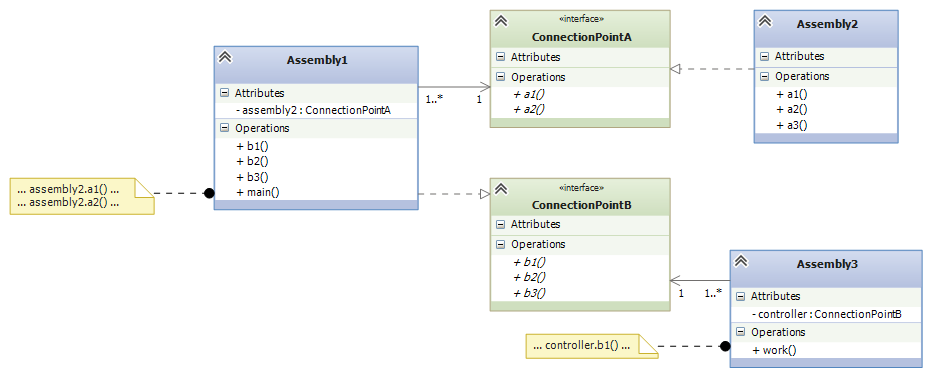 Assembly1
Attributes
- assembly2 : ConnectionPointA
Operations
+ b1()
+ b2()
+ b3()
+ main()
... assembly2.a1() ...
... assembly2.a2() ...
1..*
1
«interface»
ConnectionPointA
Attributes
Operations
+ a1()
+ a2()
Assembly2
Attributes
Operations
+ a1()
+ a2()
+ a3()
«interface»
ConnectionPointB
Attributes
Operations
+ b1()
+ b2()
+ b3()
1
1..*
Assembly3
Attributes
- controller : ConnectionPointB
Operations
+ work()
... controller.b1() ...